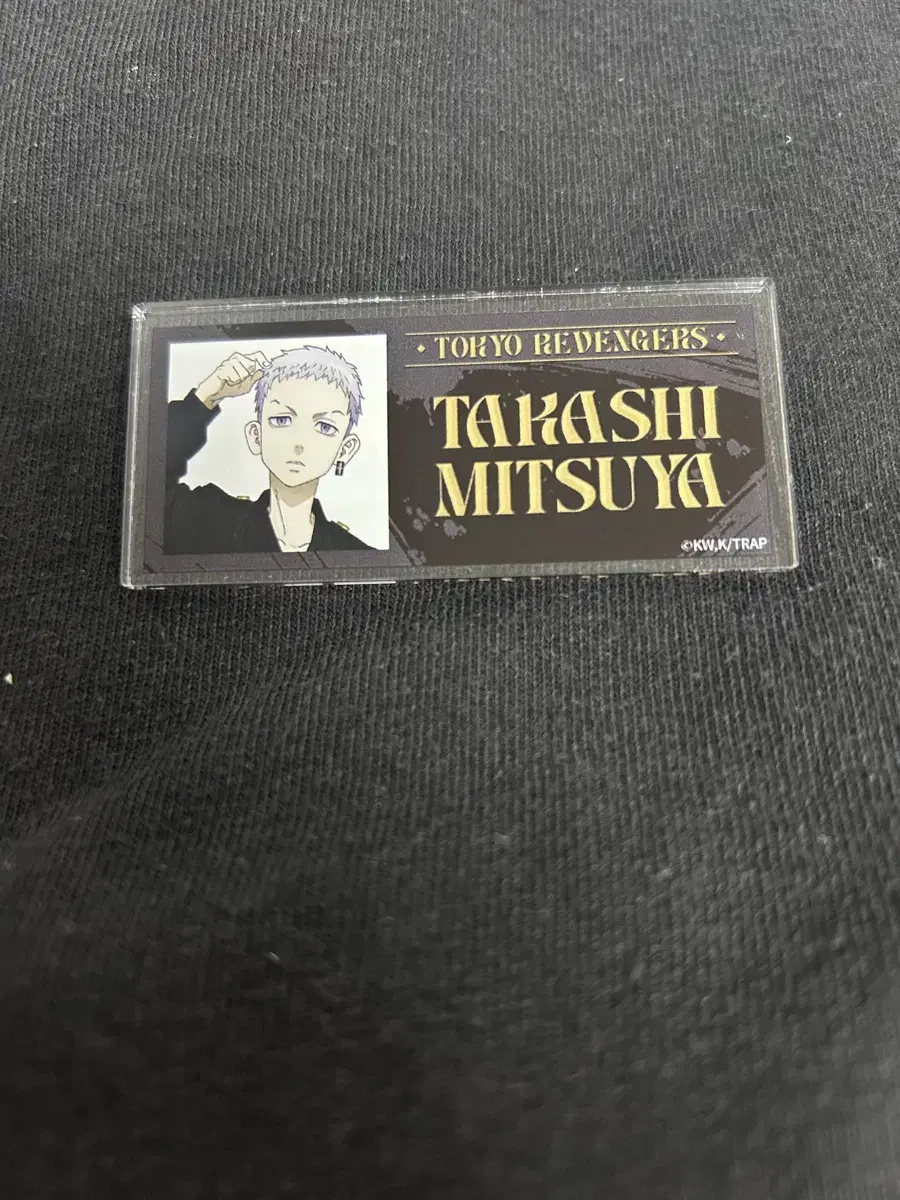 · TOKYO REVENGERS ·
TAKASHI
MITSUYA
©KW,K/TRAP